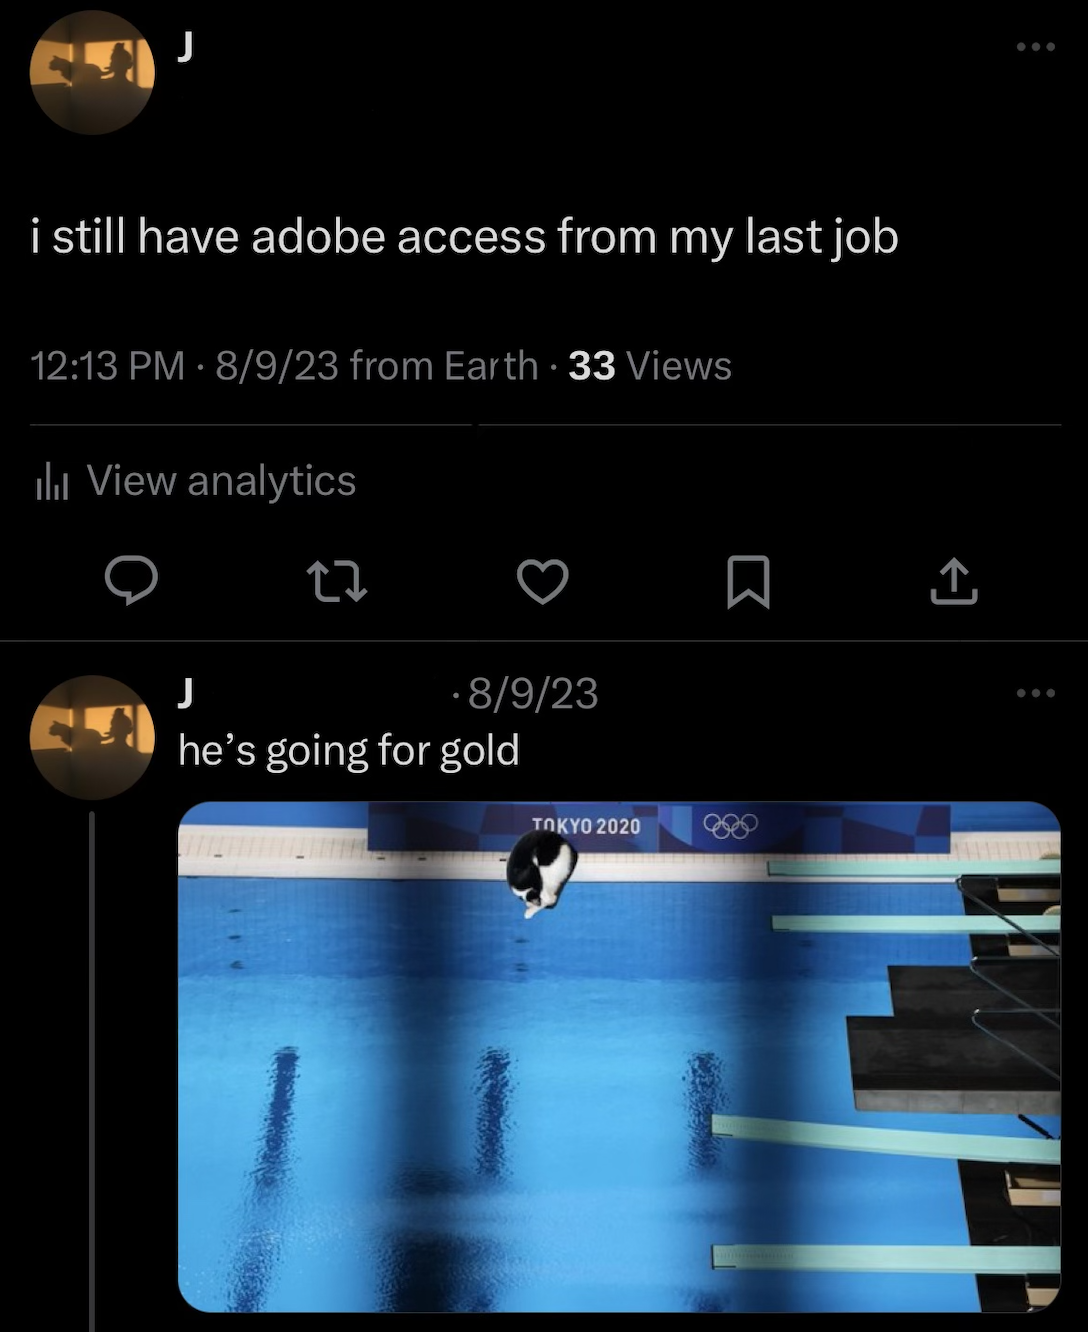 J
i still have adobe access from my last job
12:13 PM · 8/9/23 from Earth · 33 Views
View analytics
J · 8/9/23
he’s going for gold
TOKYO 2020